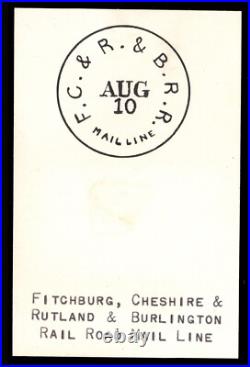 F. C. & R. & B. R. R.
AUG
10
MAIL LINE
FITCHBURG, CHESHIRE &
RUTLAND & BURLINGTON
RAIL ROAD MAIL LINE